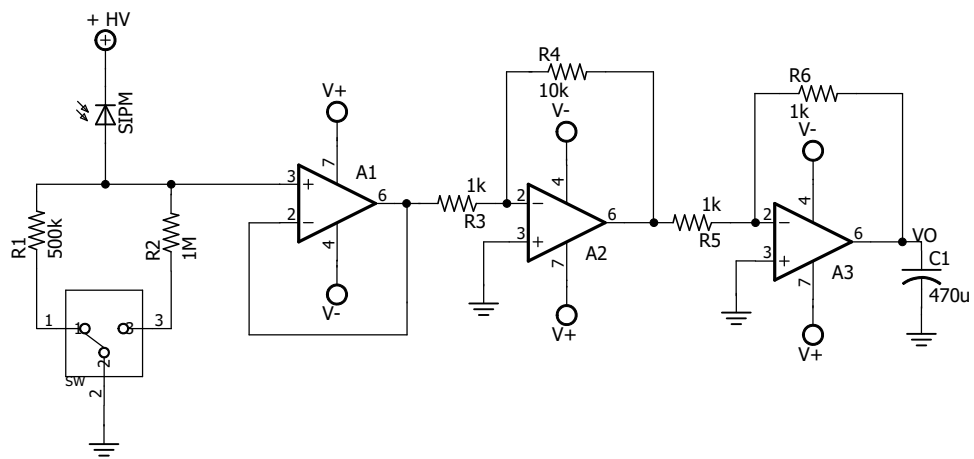 + HV
SIPM
R1
500k
R2
1M
1
1
2
3
3
SW
2
V+
7
3
+
2
−
A1
6
4
V-
1k
R3
R4
10k
V-
4
2
−
3
+
6
A2
7
V+
1k
R5
R6
1k
V-
4
2
−
3
+
6
A3
7
V+
VO
C1
470u